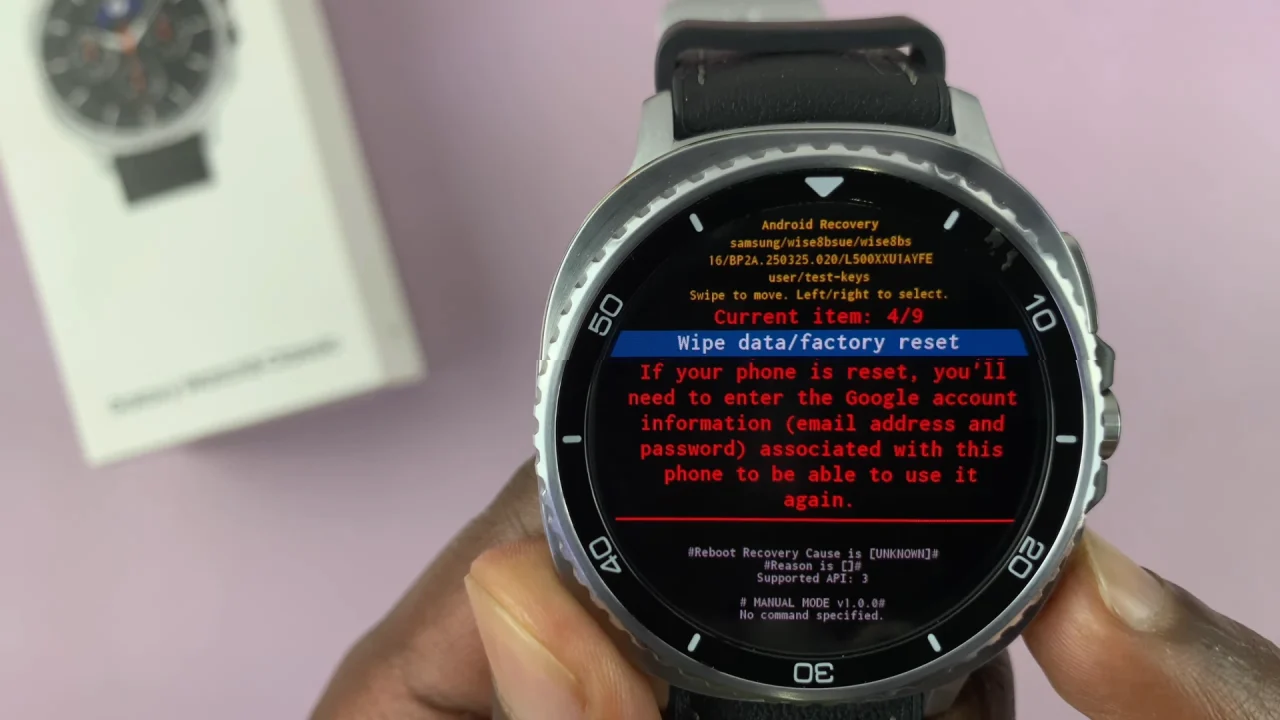 Android Recovery
samsung/wise8bsue/wise8bs
16/BP2A.250325.020/L500XXU1AYFE
user/test-keys
Swipe to move. Left/right to select.
Current item: 4/9
Wipe data/factory reset
If your phone is reset, you'll
need to enter the Google account
information (email address and
password) associated with this
phone to be able to use it
again.
#Reboot Recovery Cause is [UNKNOWN]#
#Reason is []#
Supported API: 3
# MANUAL MODE v1.0.0#
No command specified.
50
10
40
20
30